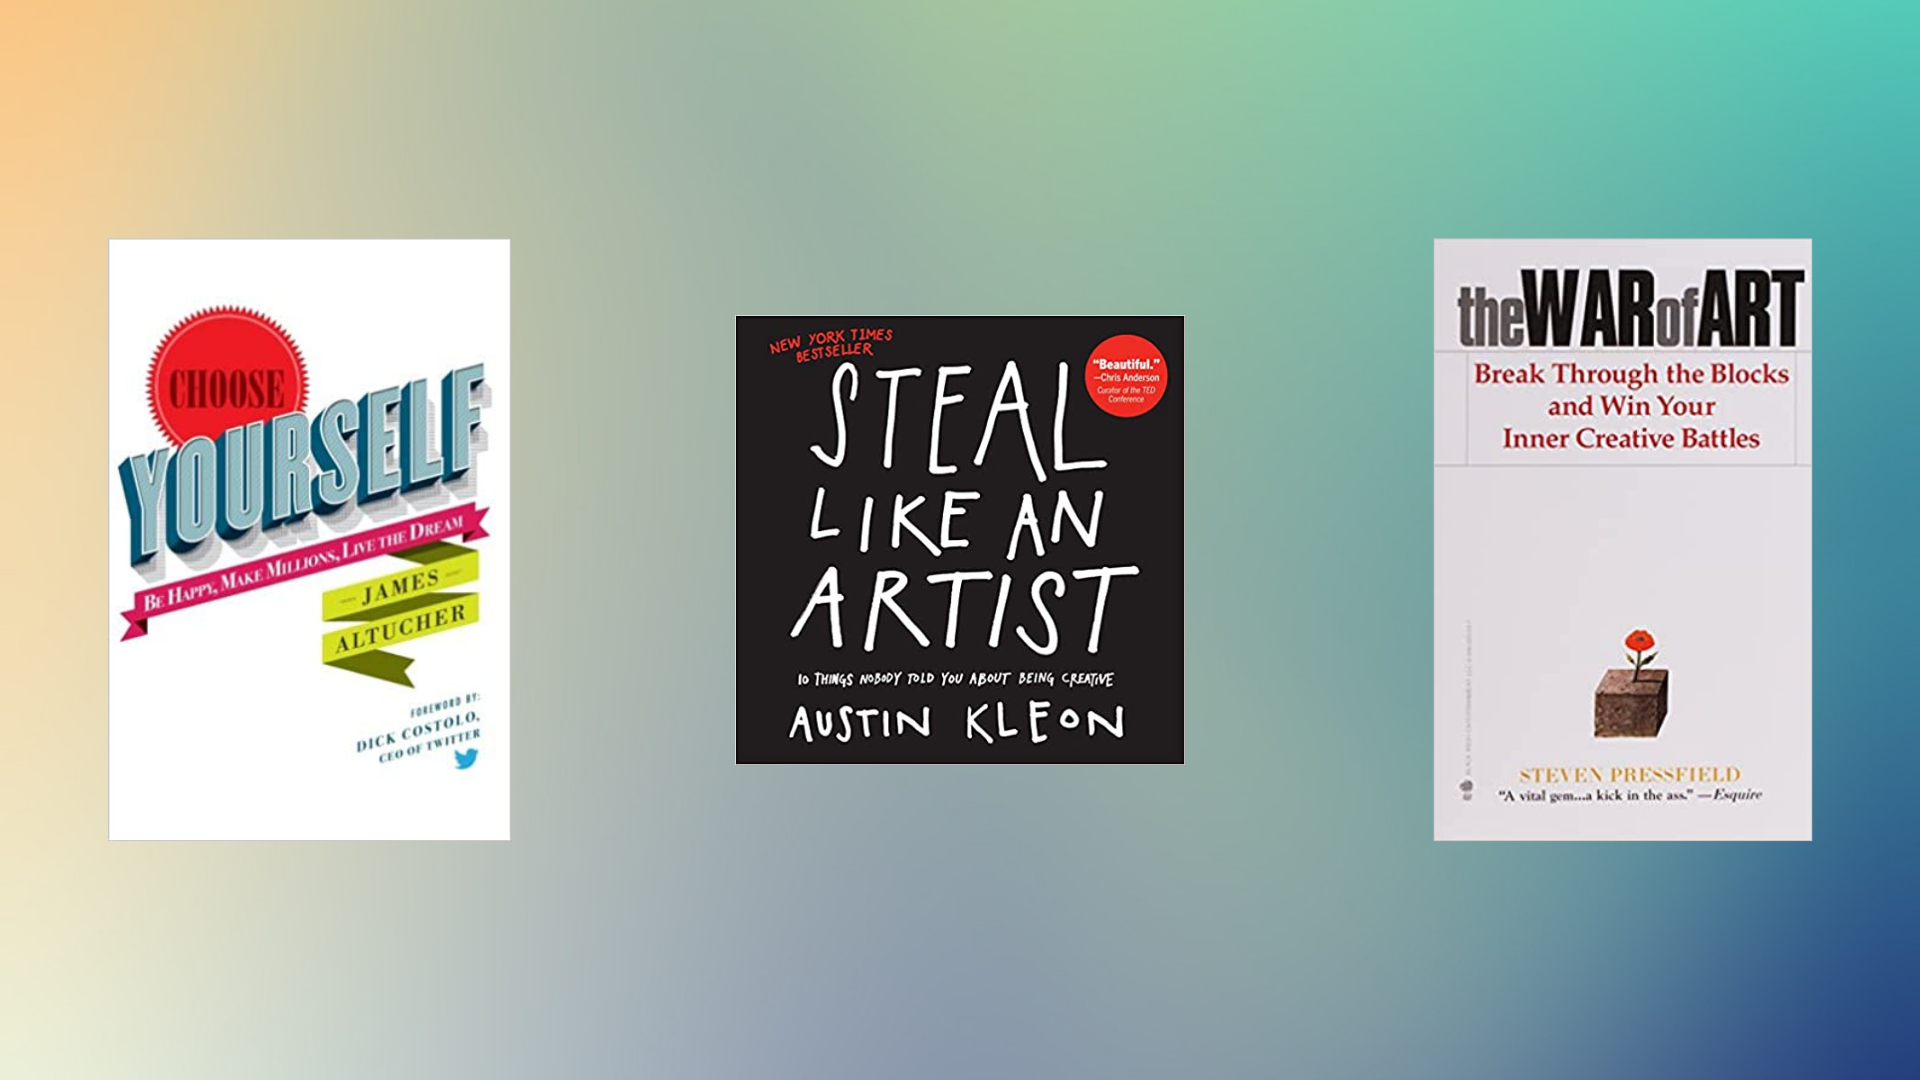 CHOOSE
YOURSELF
BE HAPPY, MAKE MILLIONS, LIVE THE DREAM
JAMES
ALTUCHER
FOREWORD BY:
DICK COSTOLO,
CEO OF TWITTER
NEW YORK TIMES
BESTSELLER
"Beautiful."
—Chris Anderson
Curator of the TED
Conference
STEAL
LIKE AN
ARTIST
10 THINGS NOBODY TOLD YOU ABOUT BEING CREATIVE
AUSTIN KLEON
theWARofART
Break Through the Blocks
and Win Your
Inner Creative Battles
STEVEN PRESSFIELD
"A vital gem...a kick in the ass." —Esquire